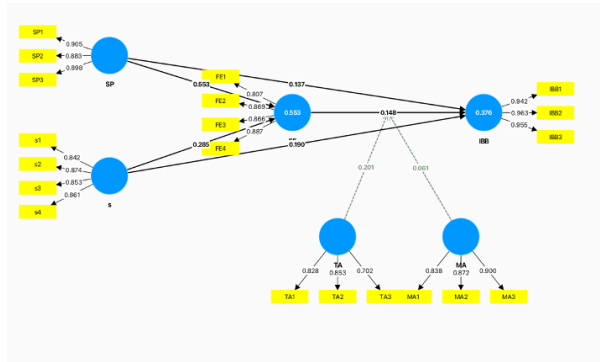 SP1
SP2
SP3
0.905
0.883
0.898
SP
FE1
FE2
FE3
FE4
0.807
0.869
0.866
0.887
0.553
0.137
0.553
0.148
0.285
0.190
0.376
IBB
IBB1
IBB2
IBB3
0.942
0.963
0.955
s1
s2
s3
s4
0.842
0.874
0.853
0.861
s
0.201
0.061
TA
MA
0.828
0.853
0.702
0.838
0.872
0.900
TA1
TA2
TA3
MA1
MA2
MA3